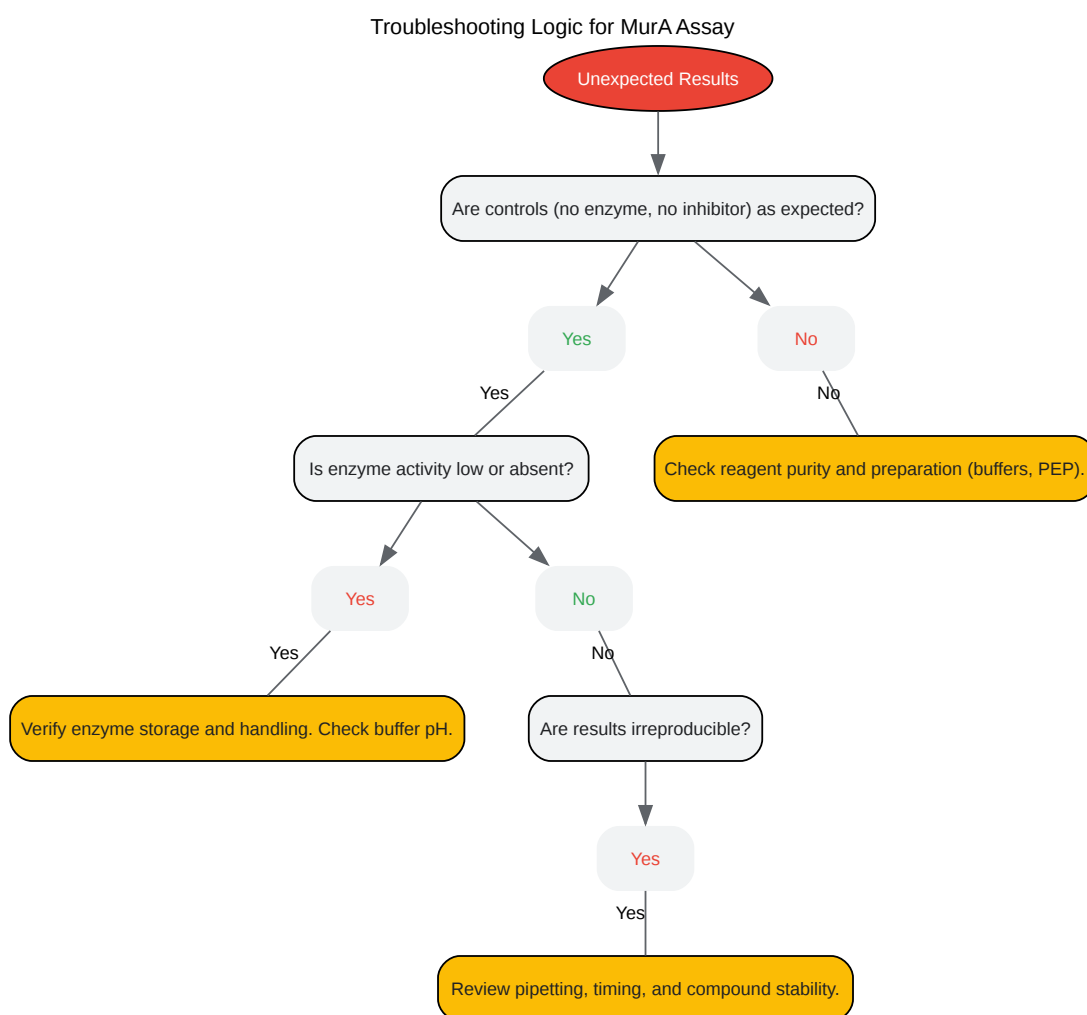 Troubleshooting Logic for MurA Assay
Unexpected Results
Are controls (no enzyme, no inhibitor) as expected?
Yes
No
Yes
No
Is enzyme activity low or absent?
Check reagent purity and preparation (buffers, PEP).
Yes
No
Yes
No
Verify enzyme storage and handling. Check buffer pH.
Are results irreproducible?
Yes
Yes
Review pipetting, timing, and compound stability.